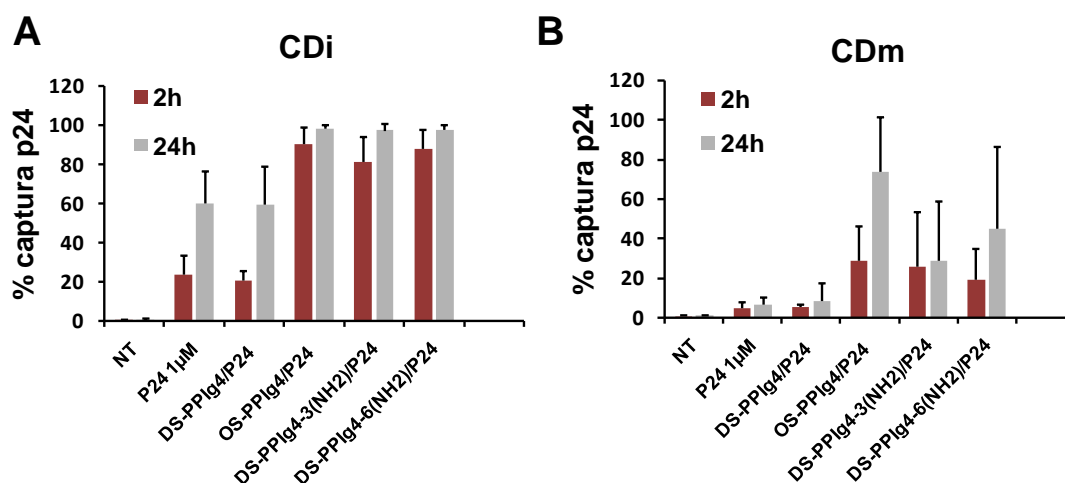 A
CDi
% captura p24
120
100
80
60
40
20
0
2h
24h
NT
P24 1µM
DS-PPIg4/P24
OS-PPIg4/P24
DS-PPIg4-3(NH2)/P24
DS-PPIg4-6(NH2)/P24
B
CDm
% captura p24
120
100
80
60
40
20
0
2h
24h
NT
P24 1µM
DS-PPIg4/P24
OS-PPIg4/P24
DS-PPIg4-3(NH2)/P24
DS-PPIg4-6(NH2)/P24